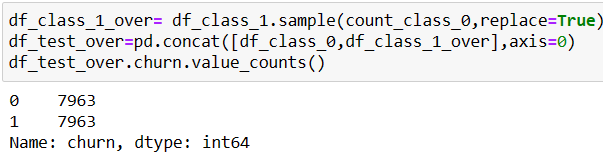 df_class_1_over= df_class_1.sample(count_class_0,replace=True)
df_test_over=pd.concat([df_class_0,df_class_1_over],axis=0)
df_test_over.churn.value_counts()
0    7963
1    7963
Name: churn, dtype: int64